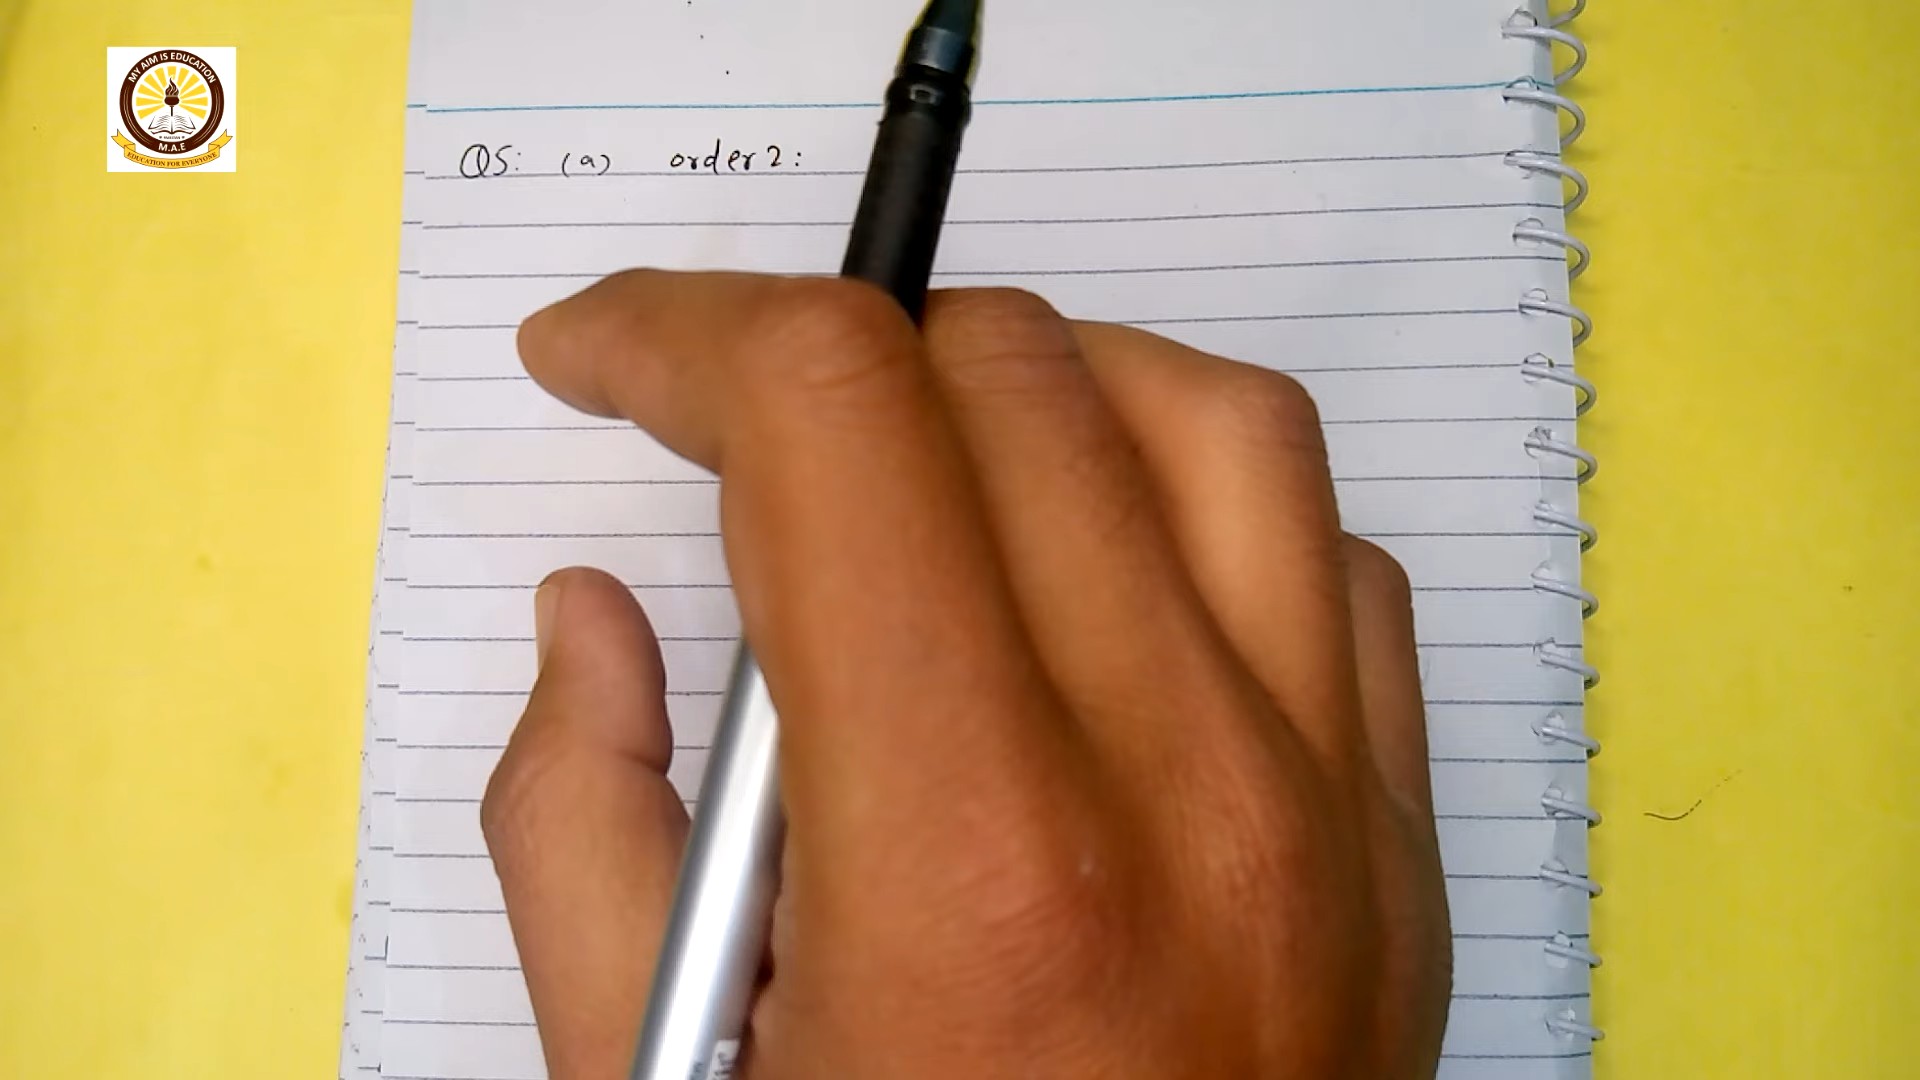 MY AIM IS EDUCATION
M.A.E
EDUCATION FOR EVERYONE
Q5: (a) order 2: